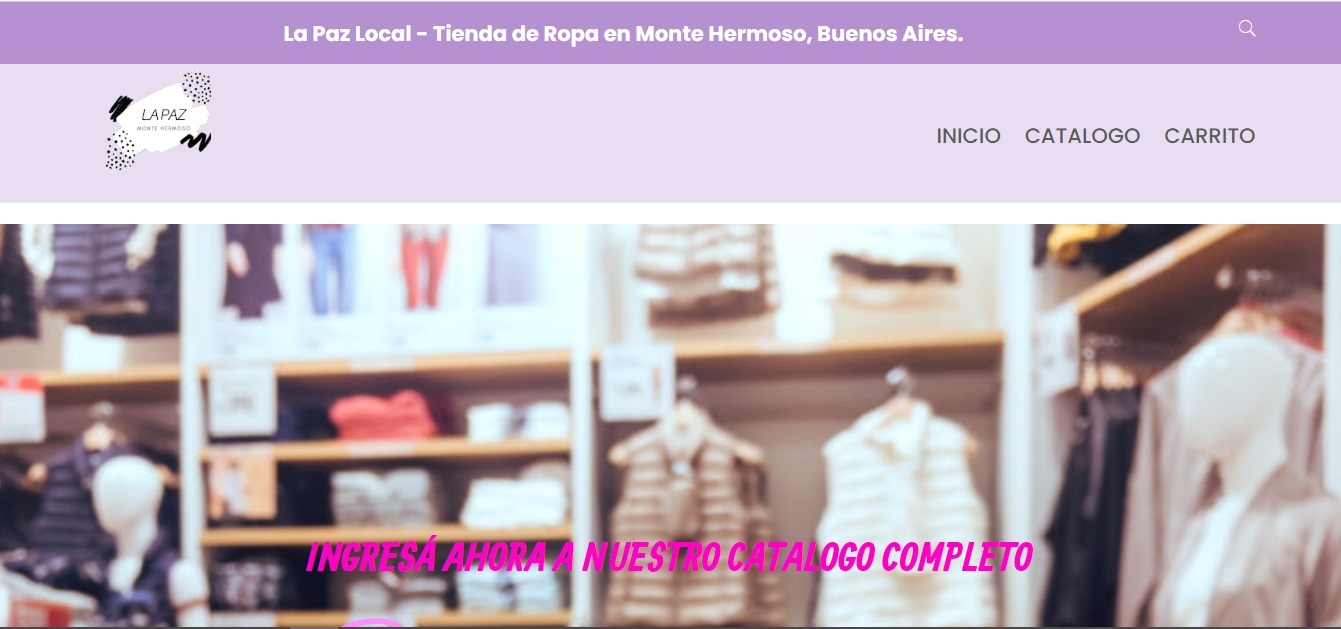 La Paz Local - Tienda de Ropa en Monte Hermoso, Buenos Aires.
LA PAZ
MONTE HERMOSO
INICIO CATALOGO CARRITO
INGRESÁ AHORA A NUESTRO CATALOGO COMPLETO